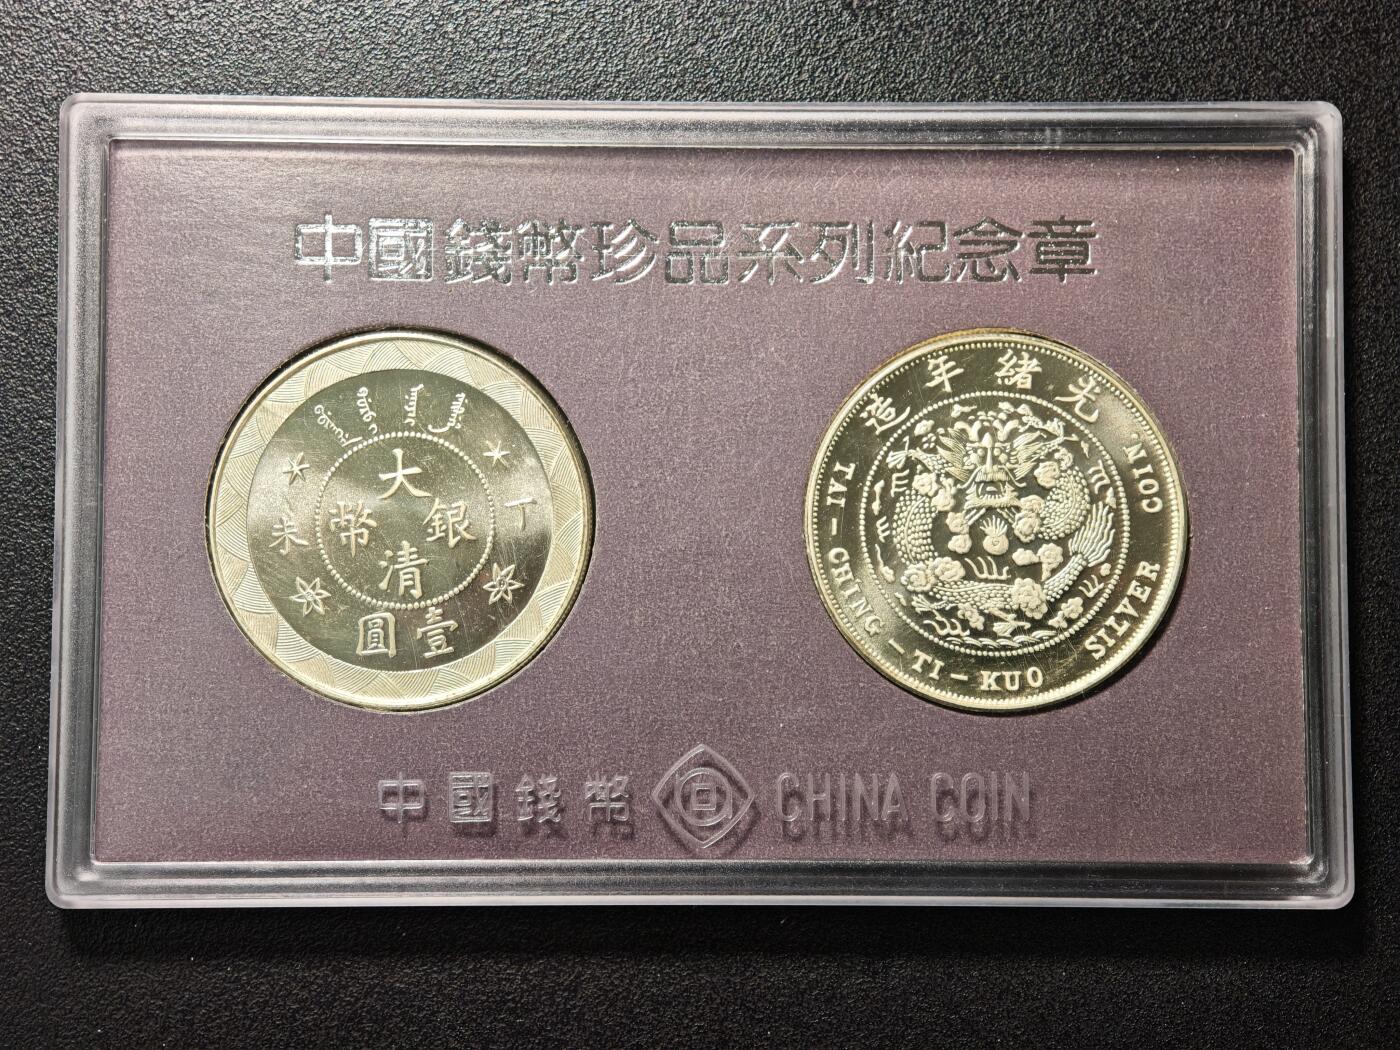 中國錢幣珍品系列紀念章
大清銀幣
丁未
壹圓
光緒年造
TAI-CHING-TI-KUO SILVER COIN
中國錢幣 CHINA COIN